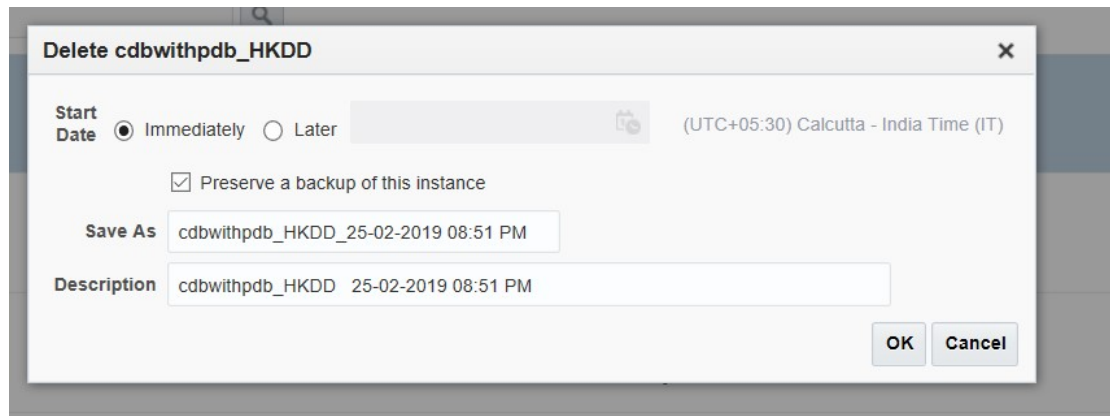 Delete cdbwithpdb_HKDD
Start Date Immediately Later (UTC+05:30) Calcutta - India Time (IT)
Preserve a backup of this instance
Save As cdbwithpdb_HKDD_25-02-2019 08:51 PM
Description cdbwithpdb_HKDD 25-02-2019 08:51 PM
OK Cancel